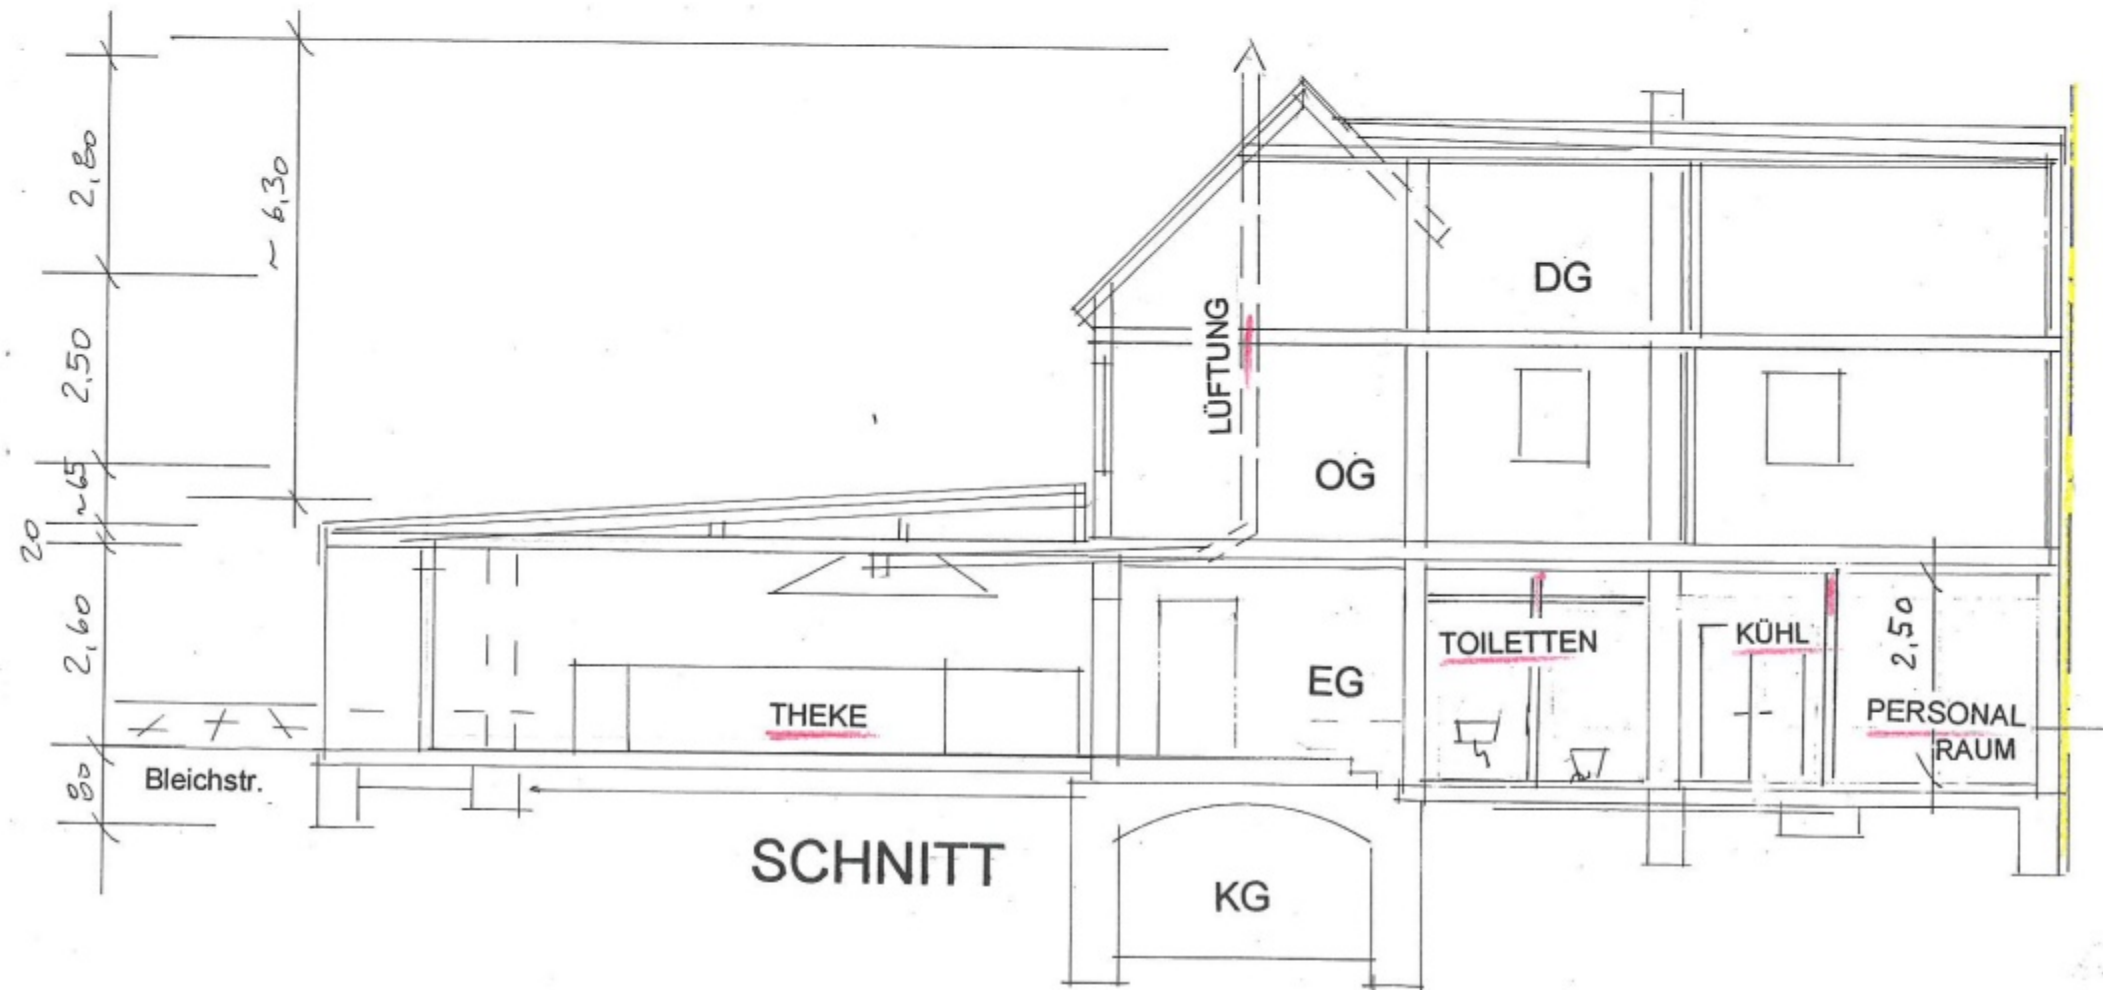 2,80
~ 6,30
2,50
~65
20
2,60
80
Bleichstr.
LÜFTUNG
DG
OG
EG
TOILETTEN
KÜHL
2,50
PERSONAL
RAUM
THEKE
SCHNITT
KG